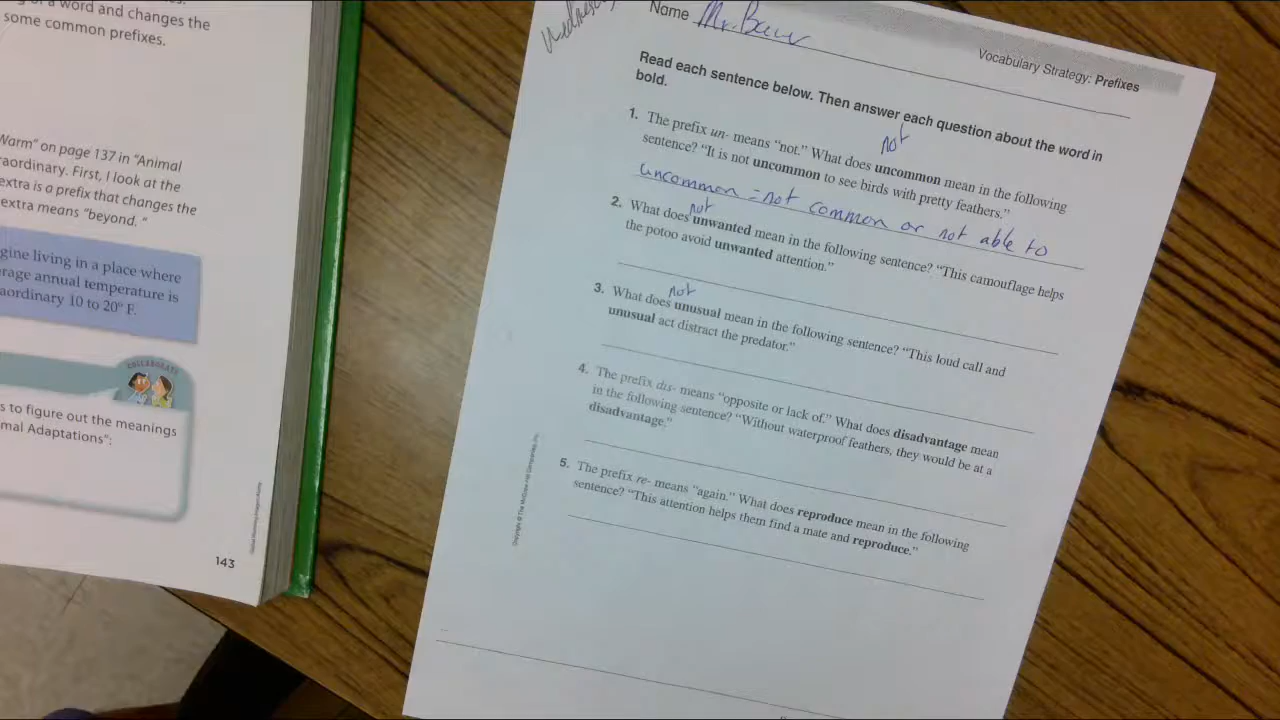 a word and changes the
some common prefixes.
Warm" on page 137 in "Animal
raordinary. First, I look at the
extra is a prefix that changes the
extra means "beyond. "
gine living in a place where
rage annual temperature is
aordinary 10 to 20° F.
COLLABORATE
s to figure out the meanings
mal Adaptations":
143
Wednesday
Name Mr.
Vocabulary Strategy: Prefixes
Read each sentence below. Then answer each question about the word in
bold.
not
1. The prefix un- means "not." What does uncommon mean in the following
sentence? "It is not uncommon to see birds with pretty feathers."
uncommon = not common or not able to
not
2. What does unwanted mean in the following sentence? "This camouflage helps
the potoo avoid unwanted attention."
not
3. What does unusual mean in the following sentence? "This loud call and
unusual act distract the predator."
4. The prefix dis- means "opposite or lack of." What does disadvantage mean
in the following sentence? "Without waterproof feathers, they would be at a
disadvantage."
5. The prefix re- means "again." What does reproduce mean in the following
sentence? "This attention helps them find a mate and reproduce."
Copyright © The McGraw-Hill Companies, Inc.